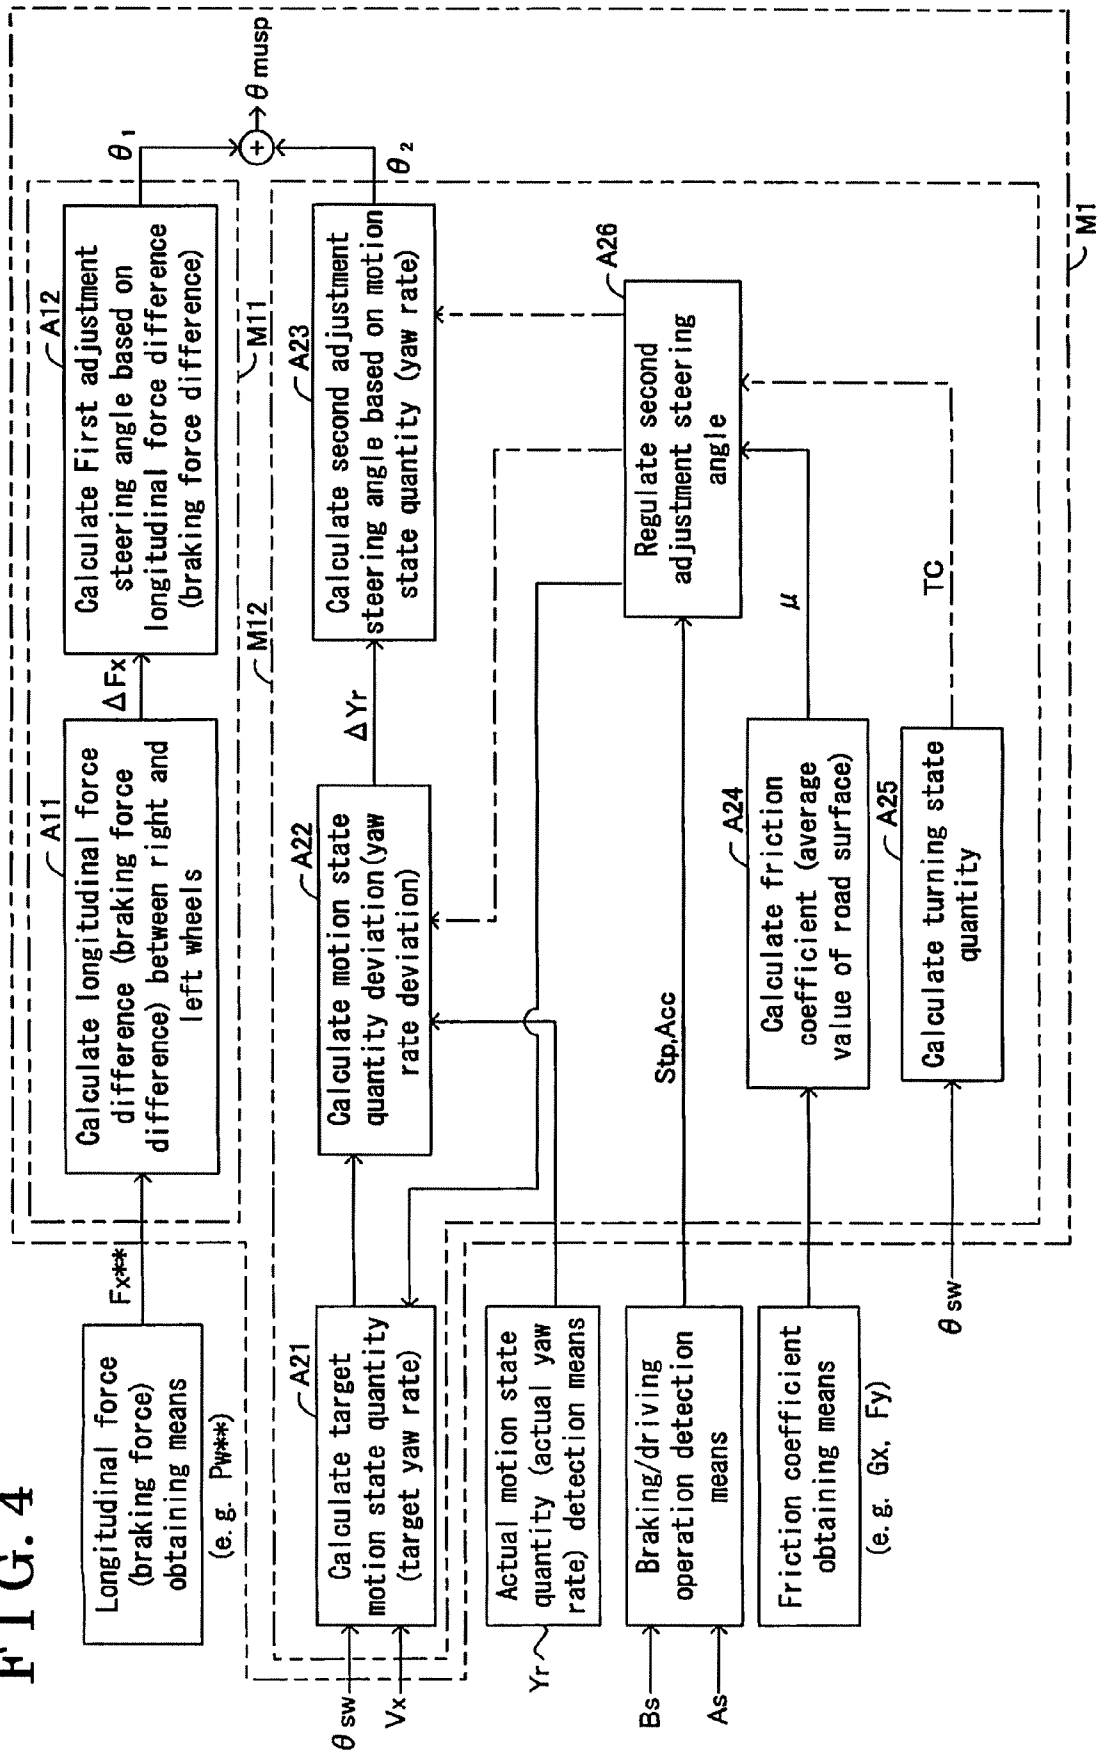 FIG. 4
Longitudinal force
(braking force)
obtaining means
(e. g. Pw**)
Fx**
A11
Calculate longitudinal force
difference (braking force
difference) between right and
left wheels
ΔFx
A12
Calculate First adjustment
steering angle based on
longitudinal force difference
(braking force difference)
θ1
M11
+
θmusp
M12
θsw
Vx
A21
Calculate target
motion state quantity
(target yaw rate)
A22
Calculate motion state
quantity deviation(yaw
rate deviation)
ΔYr
A23
Calculate second adjustment
steering angle based on motion
state quantity (yaw rate)
θ2
Yr
Actual motion state
quantity (actual yaw
rate) detection means
Bs
As
Braking/driving
operation detection
means
Stp,Acc
A26
Regulate second
adjustment steering
angle
Friction coefficient
obtaining means
(e. g. Gx, Fy)
A24
Calculate friction
coefficient (average
value of road surface)
μ
θsw
A25
Calculate turning state
quantity
TC
M1